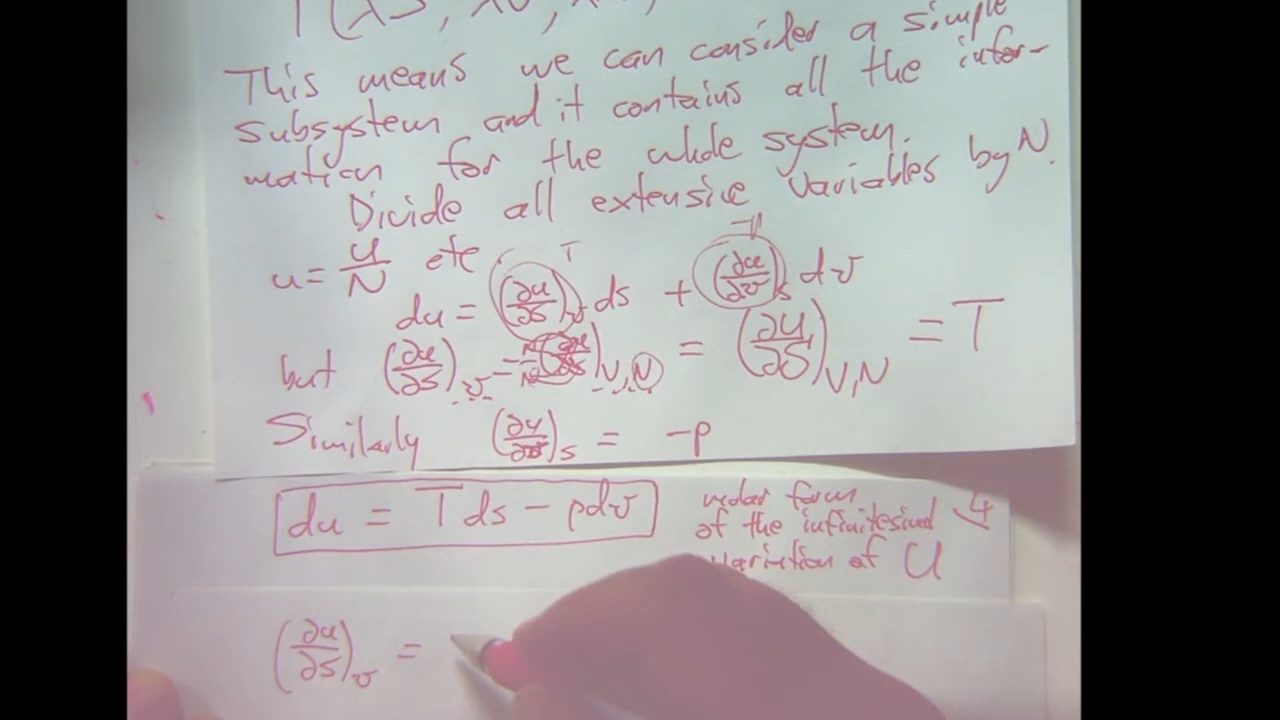 This means we can consider a simple
subsystem and it contains all the infor-
mation for the whole system.
Divide all extensive variables by N.
u = U/N etc
T -p
du = (∂u/∂s)_v ds + (∂u/∂v)_s dv
but (∂u/∂s)_v = = (∂U/∂S)_V,N = T
Similarly (∂u/∂v)_s = -p
du = Tds - pdv
molar form
of the infinitesimal
variation of U
4
(∂u/∂s)_v =